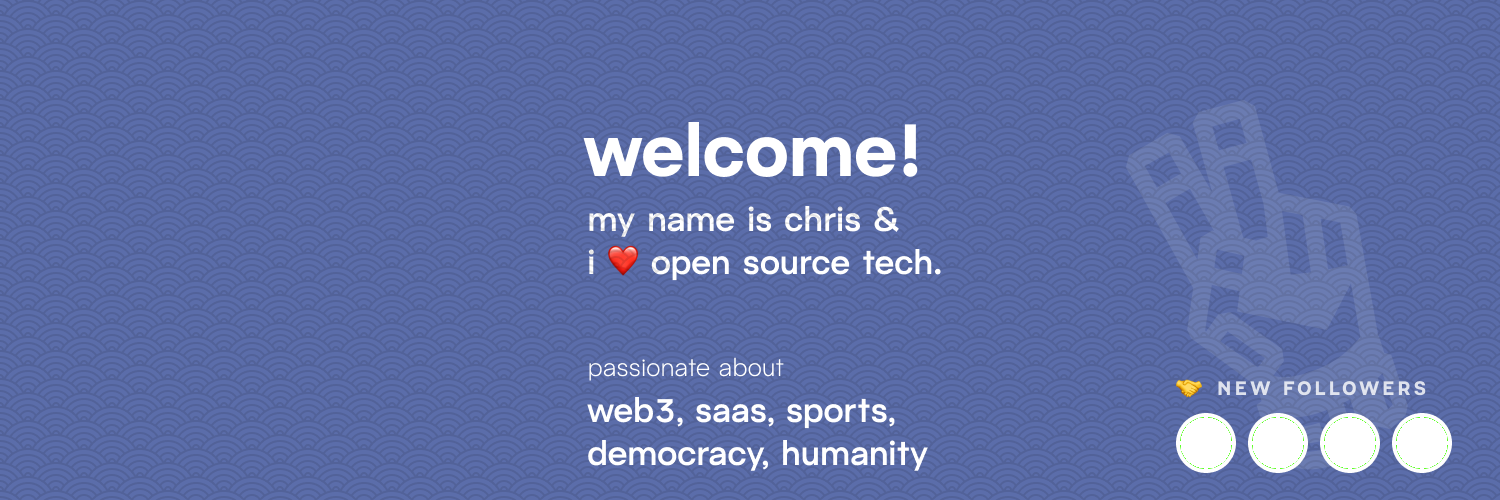 welcome!
my name is chris &
i ❤️ open source tech.
passionate about
web3, saas, sports,
democracy, humanity
🤝 NEW FOLLOWERS